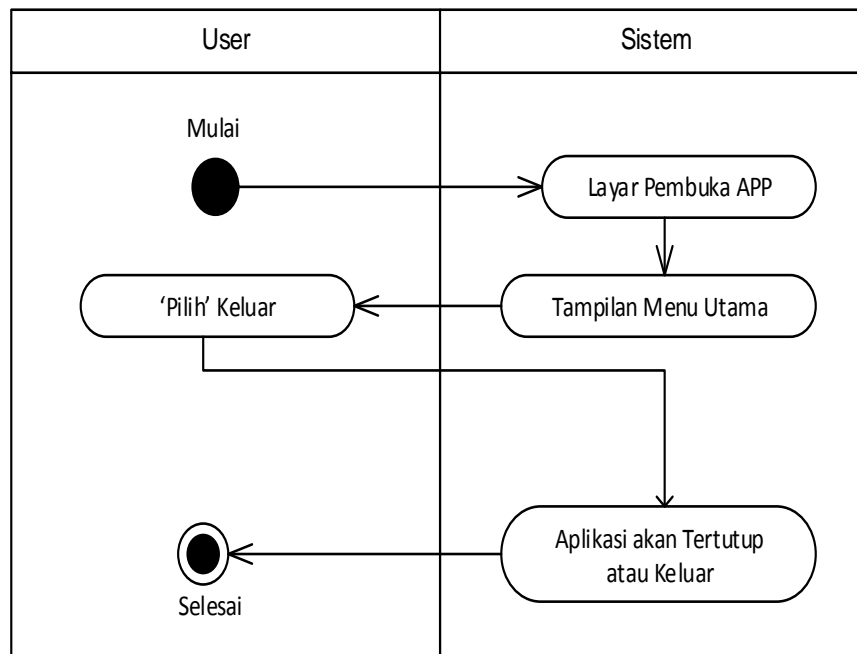 User
Sistem
Mulai
Layar Pembuka APP
‘Pilih’ Keluar
Tampilan Menu Utama
Aplikasi akan Tertutup
atau Keluar
Selesai